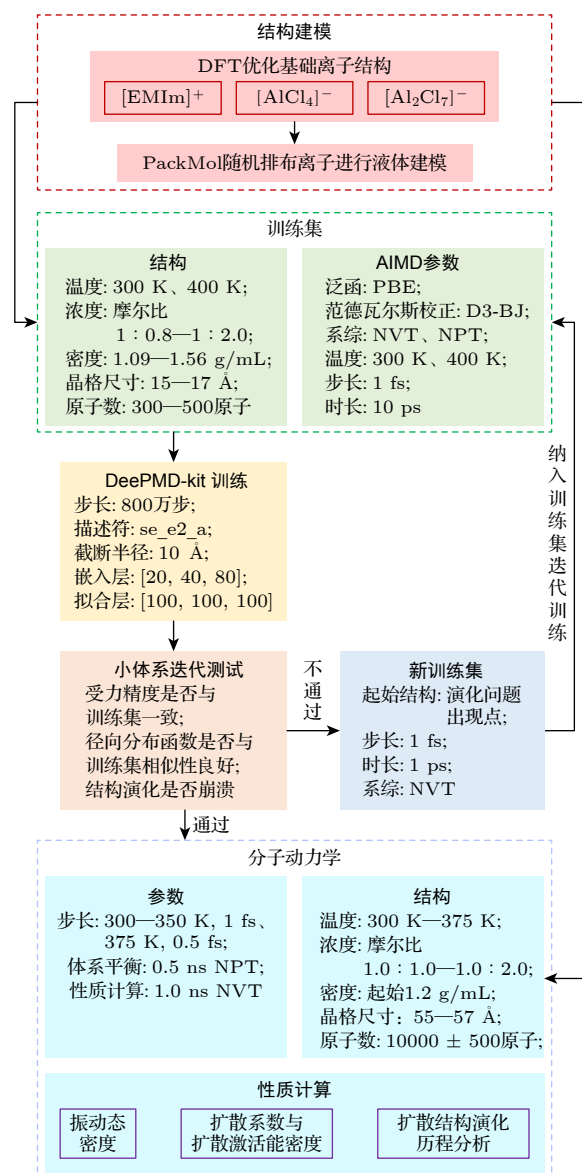 结构建模
DFT优化基础离子结构
[EMIm]⁺
[AlCl₄]⁻
[Al₂Cl₇]⁻
PackMol随机排布离子进行液体建模
训练集
结构
温度: 300 K、400 K;
浓度: 摩尔比
1∶0.8—1∶2.0;
密度: 1.09—1.56 g/mL;
晶格尺寸: 15—17 Å;
原子数: 300—500原子
AIMD参数
泛函: PBE;
范德瓦尔斯校正: D3-BJ;
系综: NVT、NPT;
温度: 300 K、400 K;
步长: 1 fs;
时长: 10 ps
DeePMD-kit 训练
步长: 800万步;
描述符: se_e2_a;
截断半径: 10 Å;
嵌入层: [20, 40, 80];
拟合层: [100, 100, 100]
小体系迭代测试
受力精度是否与
训练集一致;
径向分布函数是否与
训练集相似性良好;
结构演化是否崩溃
不通过
新训练集
起始结构: 演化问题
出现点;
步长: 1 fs;
时长: 1 ps;
系综: NVT
纳入训练集迭代训练
通过
分子动力学
参数
步长: 300—350 K, 1 fs、
375 K, 0.5 fs;
体系平衡: 0.5 ns NPT;
性质计算: 1.0 ns NVT
结构
温度: 300 K—375 K;
浓度: 摩尔比
1.0∶1.0—1.0∶2.0;
密度: 起始1.2 g/mL;
晶格尺寸: 55—57 Å;
原子数: 10000 ± 500原子;
性质计算
振动态
密度
扩散系数与
扩散激活能密度
扩散结构演化
历程分析